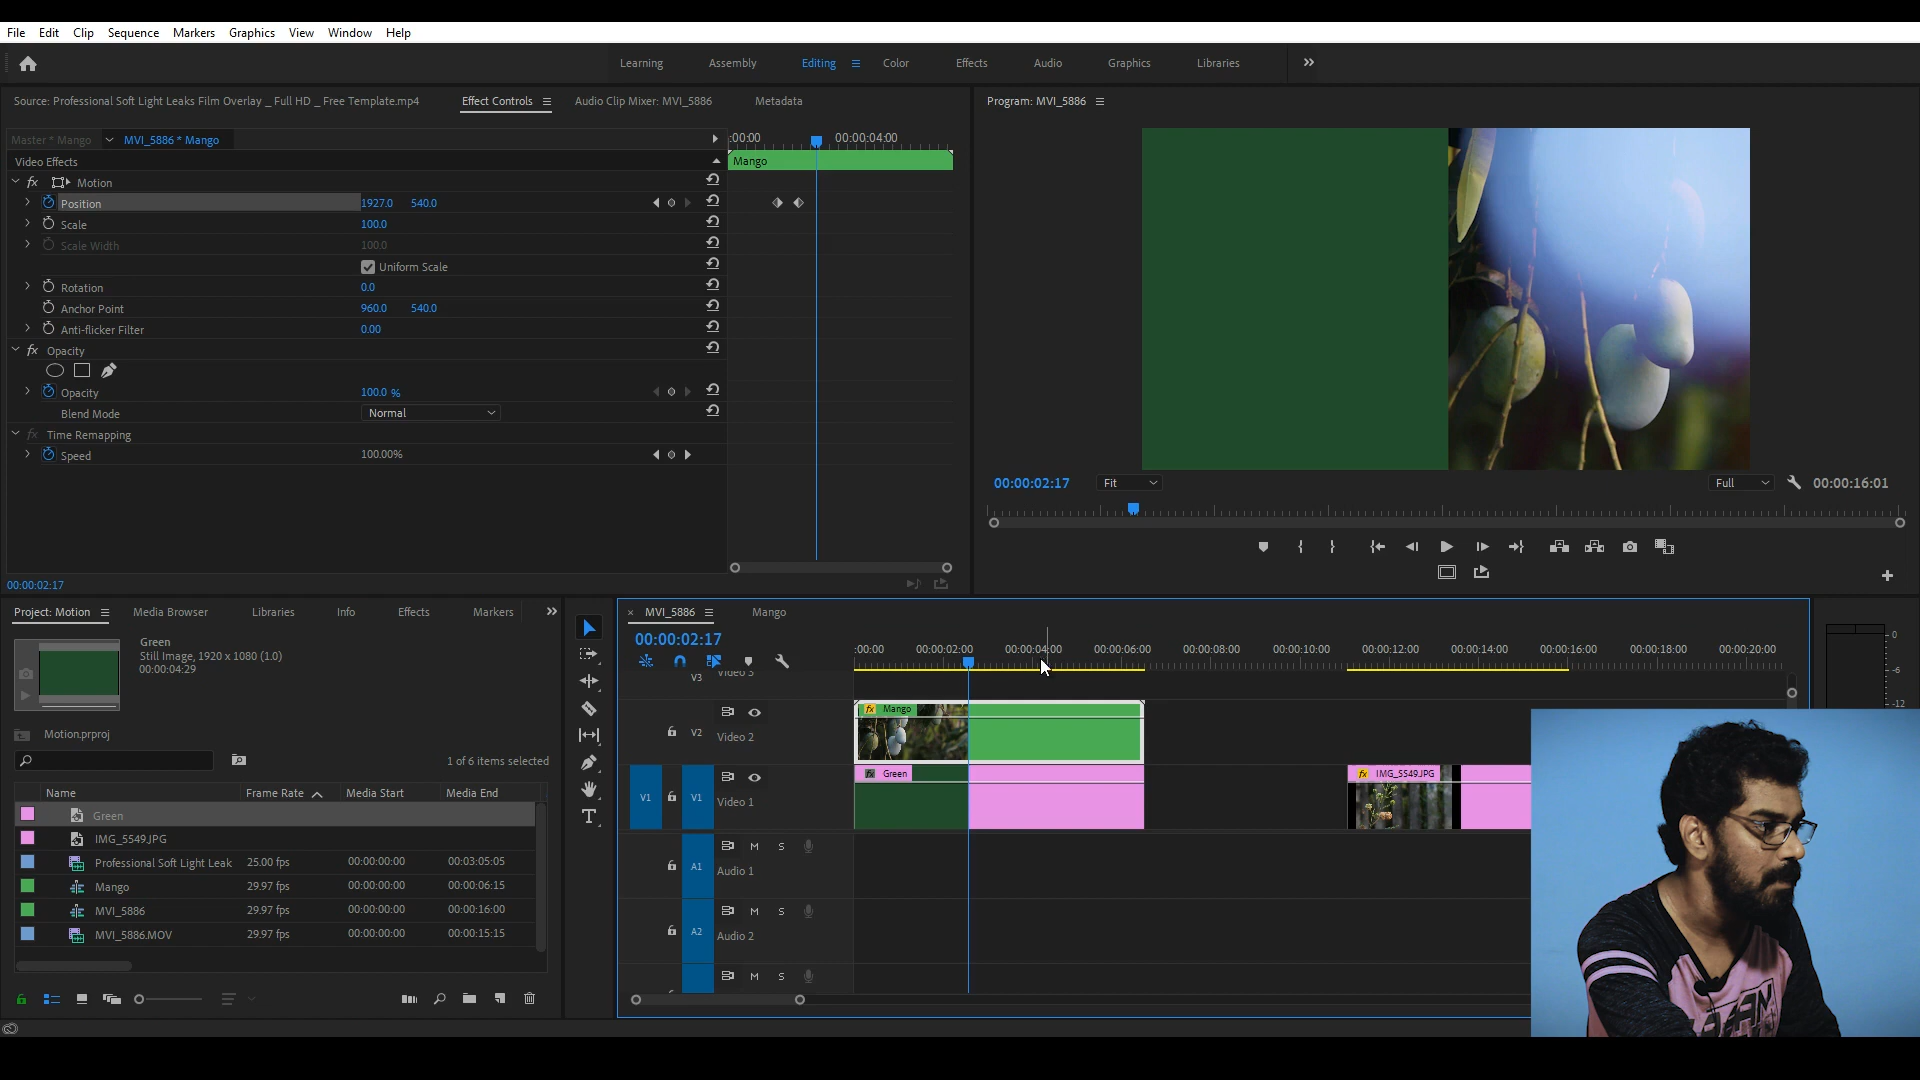 File Edit Clip Sequence Markers Graphics View Window Help
Learning Assembly Editing Color Effects Audio Graphics Libraries
Source: Professional Soft Light Leaks Film Overlay _ Full HD _ Free Template.mp4 Effect Controls Audio Clip Mixer: MVI_5886 Metadata
Program: MVI_5886
Master * Mango MVI_5886 * Mango
:00:00 00:00:04:00
Video Effects
Mango
fx Motion
Position 1927.0 540.0
Scale 100.0
Scale Width 100.0
Uniform Scale
Rotation 0.0
Anchor Point 960.0 540.0
Anti-flicker Filter 0.00
fx Opacity
Opacity 100.0 %
Blend Mode Normal
fx Time Remapping
Speed 100.00%
00:00:02:17
00:00:02:17 Fit Full 00:00:16:01
Project: Motion Media Browser Libraries Info Effects Markers
Green
Still Image, 1920 x 1080 (1.0)
00:00:04:29
Motion.prproj
1 of 6 items selected
Name Frame Rate Media Start Media End
Green
IMG_5549.JPG
Professional Soft Light Leak 25.00 fps 00:00:00:00 00:03:05:05
Mango 29.97 fps 00:00:00:00 00:00:06:15
MVI_5886 29.97 fps 00:00:00:00 00:00:16:00
MVI_5886.MOV 29.97 fps 00:00:00:00 00:00:15:15
× MVI_5886 Mango
00:00:02:17
:00:00 00:00:02:00 00:00:04:00 00:00:06:00 00:00:08:00 00:00:10:00 00:00:12:00 00:00:14:00 00:00:16:00 00:00:18:00 00:00:20:00
V3 Video 3
V2 Video 2
fx Mango
V1 V1 Video 1
fx Green
fx IMG_5549.JPG
A1 M S
Audio 1
A2 M S
Audio 2
M S
T
0
-6
-12